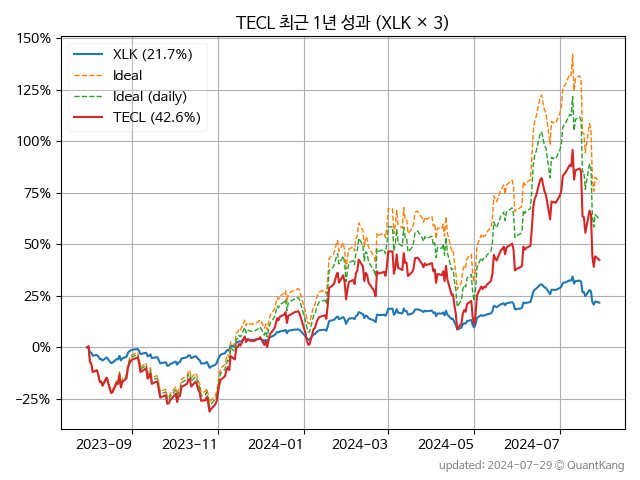 TECL 최근 1년 성과 (XLK × 3)
150%
125%
100%
75%
50%
25%
0%
−25%
XLK (21.7%)
Ideal
Ideal (daily)
TECL (42.6%)
2023-09 2023-11 2024-01 2024-03 2024-05 2024-07
updated: 2024-07-29 © QuantKang